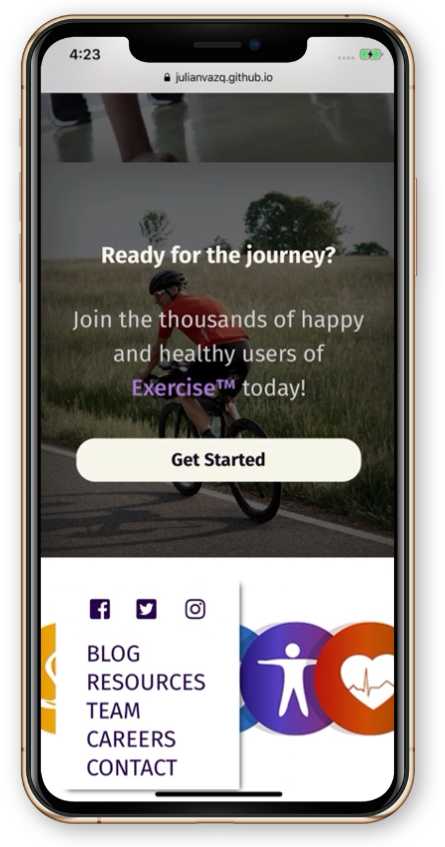 4:23
julianvazq.github.io
Ready for the journey?
Join the thousands of happy
and healthy users of
Exercise™ today!
Get Started
BLOG
RESOURCES
TEAM
CAREERS
CONTACT